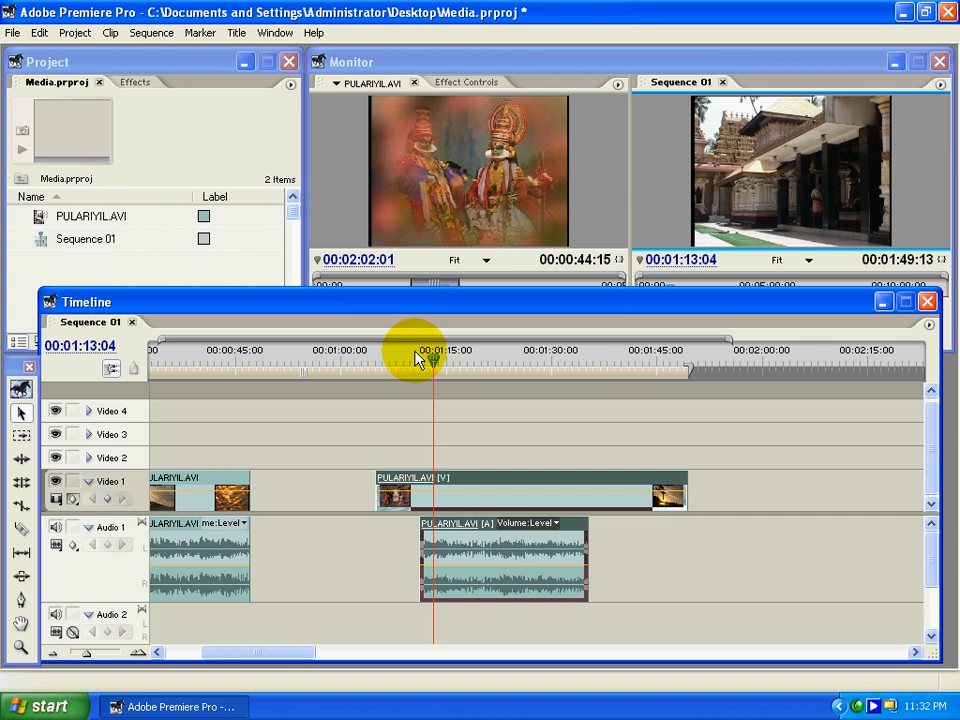 Adobe Premiere Pro - C:\Documents and Settings\Administrator\Desktop\Media.prproj *
File Edit Project Clip Sequence Marker Title Window Help
Project
Monitor
Media.prproj Effects
PULARIYIL.AVI Effect Controls
Sequence 01
Media.prproj 2 Items
Name Label
PULARIYIL.AVI
Sequence 01
00:02:02:01 Fit 00:00:44:15
00:01:13:04 Fit 00:01:49:13
Timeline
Sequence 01
00:01:13:04
00:00:45:00 00:01:00:00 00:01:15:00 00:01:30:00 00:01:45:00 00:02:00:00 00:02:15:00
Video 4
Video 3
Video 2
Video 1
JLARIYIL.AVI
PULARIYIL.AVI [V]
Audio 1
JLARIYIL.AVI me:Level
PULARIYIL.AVI [A] Volume:Level
L
R
Audio 2
L
R
start
Adobe Premiere Pro -...
11:32 PM